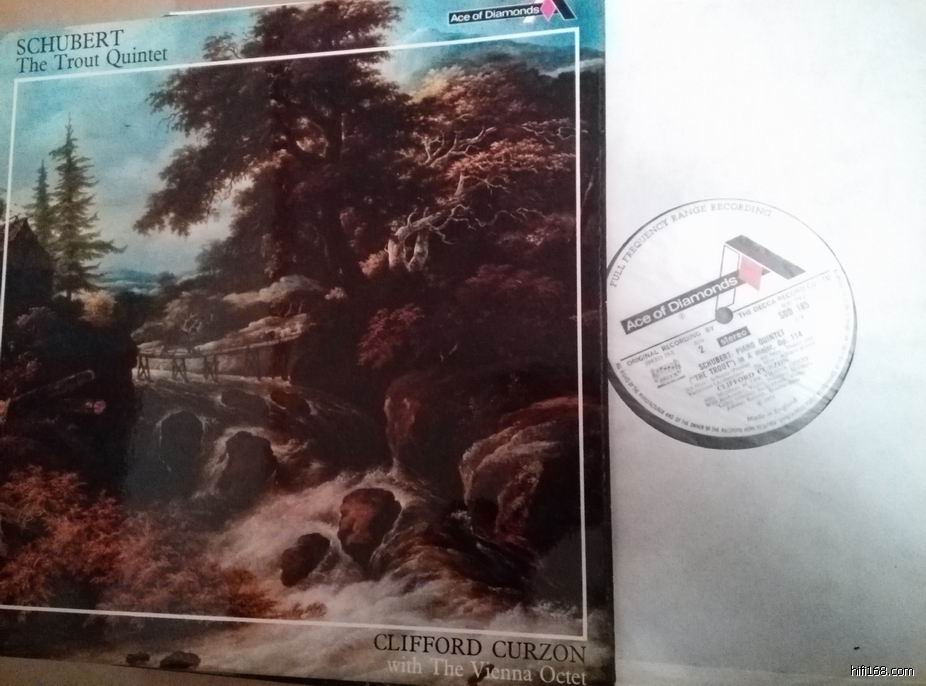 SCHUBERT
The Trout Quintet
Ace of Diamonds
CLIFFORD CURZON
with The Vienna Octet
FULL FREQUENCY RANGE RECORDING
Ace of Diamonds
ORIGINAL RECORDING BY THE DECCA RECORD CO
SDD 185
2 stereo
SCHUBERT: PIANO QUINTET
("THE TROUT") in A major, Op. 114
CLIFFORD CURZON
Made in England
hifi168.com